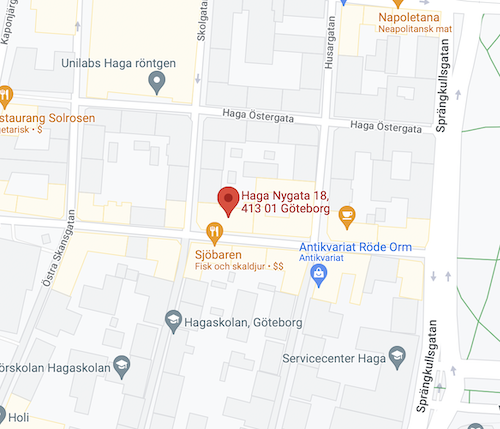 Kaponjärg
Skolgata
Husargatan
Napoletana
Neapolitansk mat
Sprängkullsgatan
Unilabs Haga röntgen
staurang Solrosen
getarisk • $
Haga Östergata
Haga Östergata
Haga Nygata 18,
413 01 Göteborg
Östra Skansgatan
Sjöbaren
Fisk och skaldjur • $$
Antikvariat Röde Orm
Antikvariat
Hagaskolan, Göteborg
Sprängkullsgatan
Servicecenter Haga
örskolan Hagaskolan
Holi